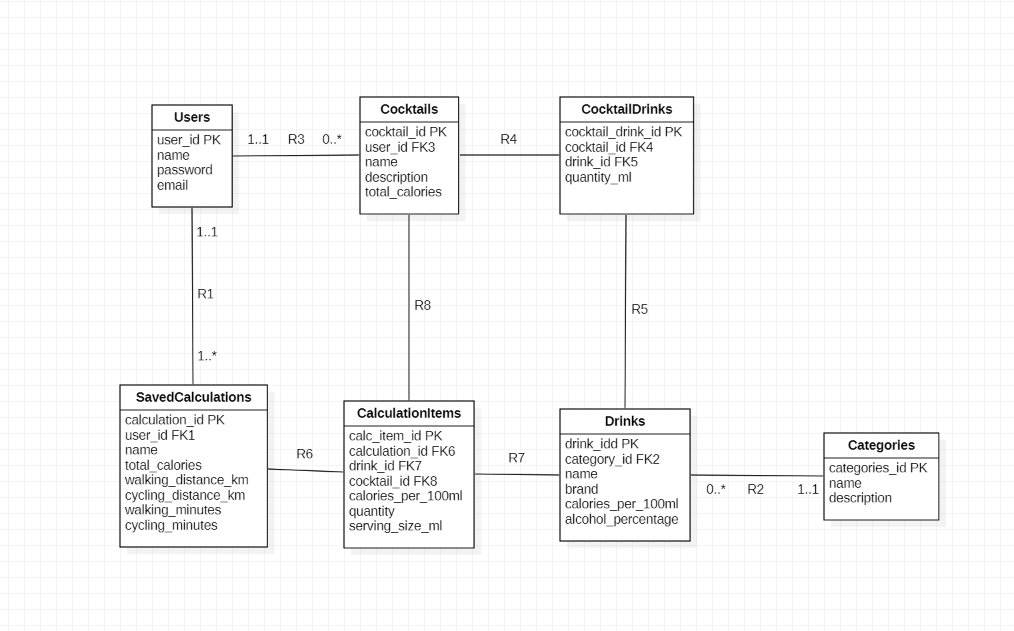 Users
user_id PK
name
password
email
1..1
R3
0..*
Cocktails
cocktail_id PK
user_id FK3
name
description
total_calories
R4
CocktailDrinks
cocktail_drink_id PK
cocktail_id FK4
drink_id FK5
quantity_ml
1..1
R1
1..*
R8
R5
SavedCalculations
calculation_id PK
user_id FK1
name
total_calories
walking_distance_km
cycling_distance_km
walking_minutes
cycling_minutes
R6
CalculationItems
calc_item_id PK
calculation_id FK6
drink_id FK7
cocktail_id FK8
calories_per_100ml
quantity
serving_size_ml
R7
Drinks
drink_idd PK
category_id FK2
name
brand
calories_per_100ml
alcohol_percentage
0..*
R2
1..1
Categories
categories_id PK
name
description